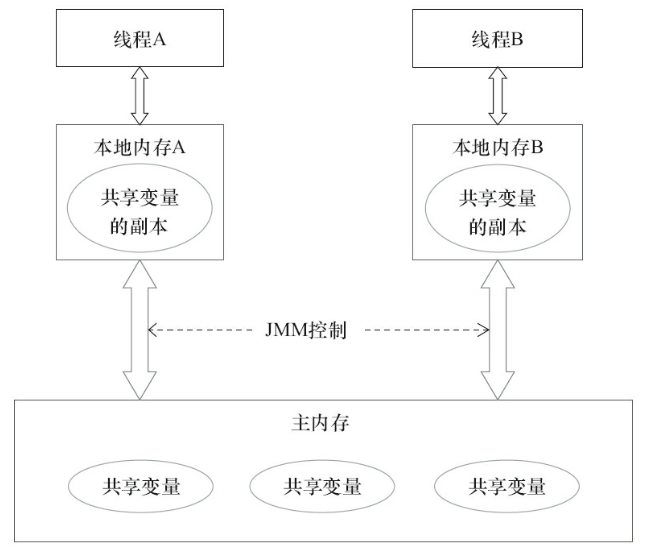 线程A
线程B
本地内存A
本地内存B
共享变量
的副本
共享变量
的副本
JMM控制
主内存
共享变量
共享变量
共享变量